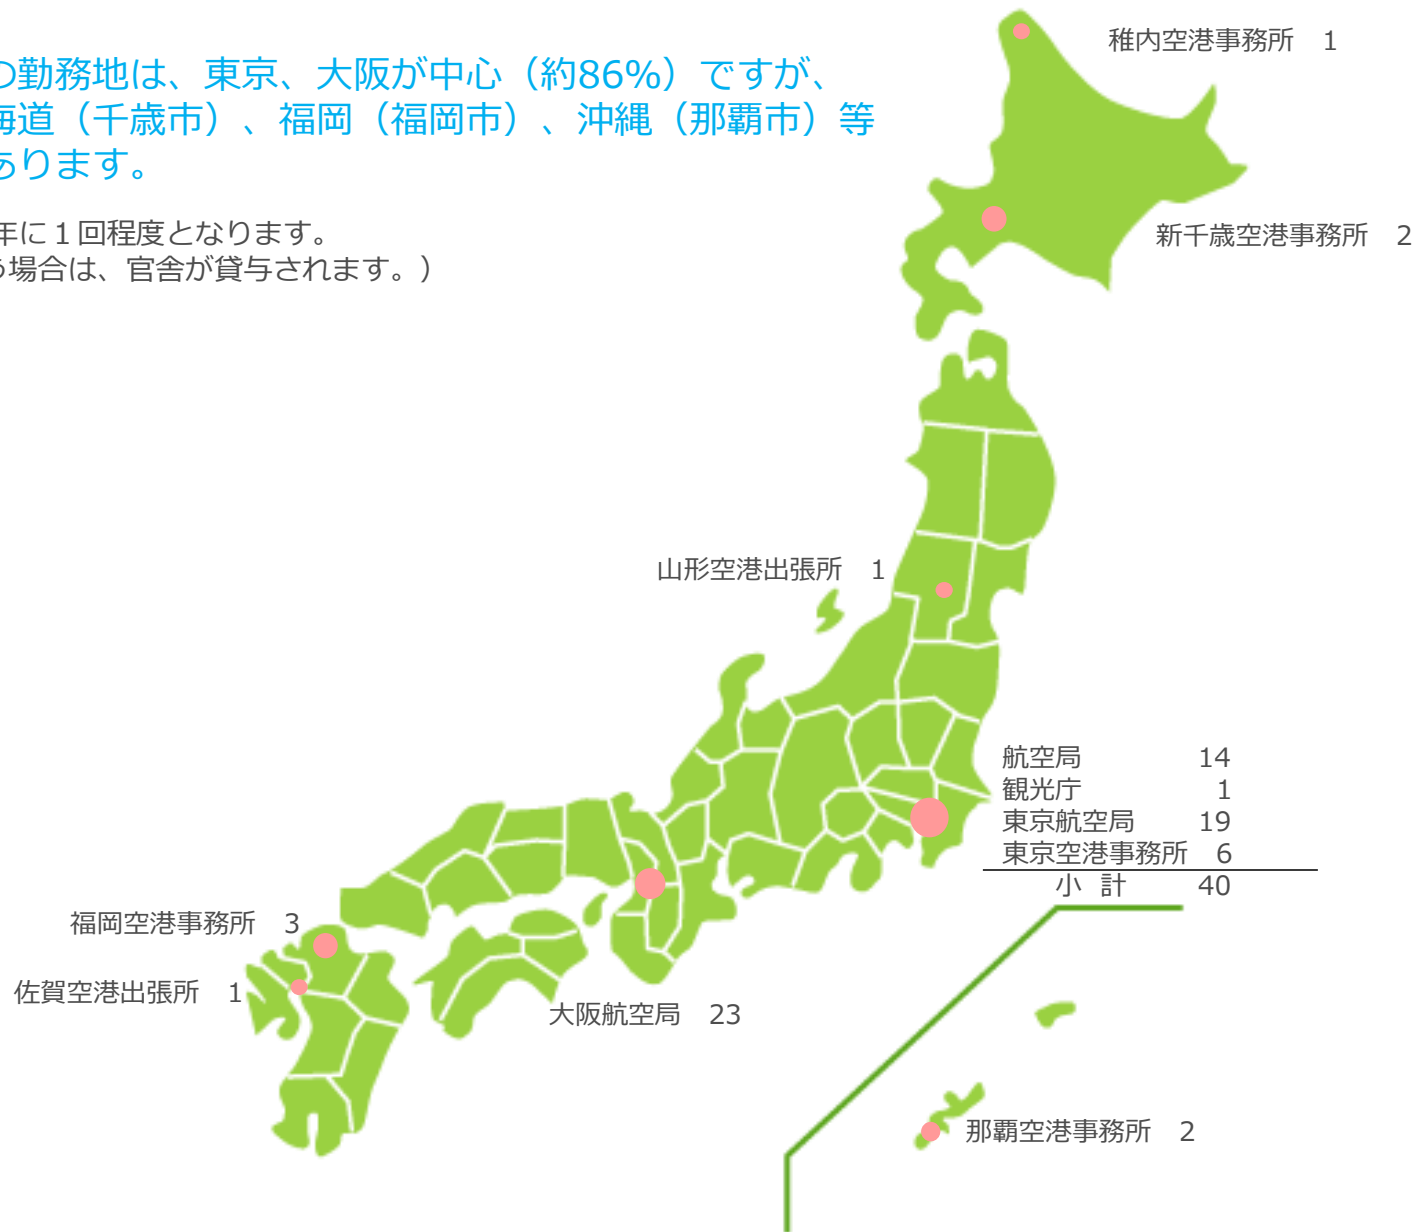 の勤務地は、東京、大阪が中心（約86%）ですが、
海道（千歳市）、福岡（福岡市）、沖縄（那覇市）等
あります。
年に１回程度となります。
場合は、官舎が貸与されます。）
稚内空港事務所 1
新千歳空港事務所 2
山形空港出張所 1
航空局 14
観光庁 1
東京航空局 19
東京空港事務所 6
小 計 40
福岡空港事務所 3
佐賀空港出張所 1
大阪航空局 23
那覇空港事務所 2